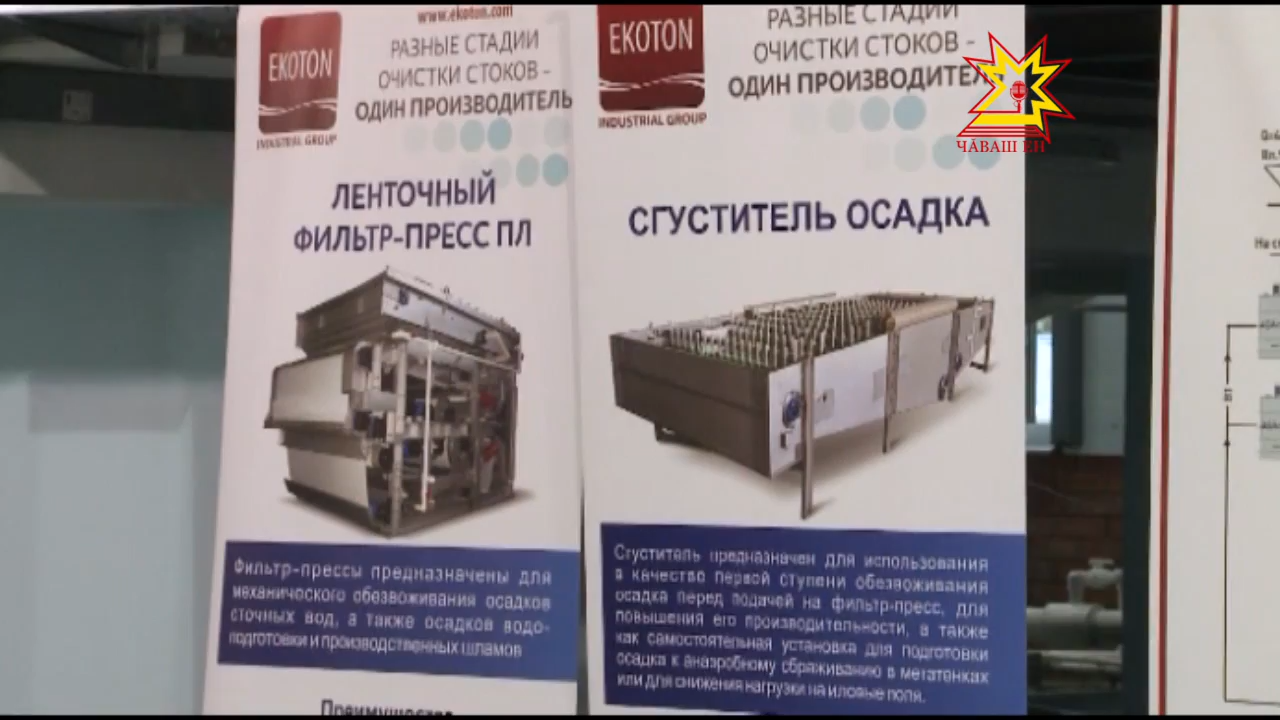 www.ekoton.com
EKOTON
INDUSTRIAL GROUP
РАЗНЫЕ СТАДИИ
ОЧИСТКИ СТОКОВ -
ОДИН ПРОИЗВОДИТЕЛЬ
ЛЕНТОЧНЫЙ
ФИЛЬТР-ПРЕСС ПЛ
Фильтр-прессы предназначены для
механического обезвоживания осадков
сточных вод, а также осадков водо-
подготовки и производственных шламов
Преимущества
EKOTON
INDUSTRIAL GROUP
РАЗНЫЕ СТАДИИ
ОЧИСТКИ СТОКОВ -
ОДИН ПРОИЗВОДИТЕЛЬ
СГУСТИТЕЛЬ ОСАДКА
Сгуститель предназначен для использования
в качество первой ступени обезвоживания
осадка перед подачей на фильтр-пресс, для
повышения его производительности, а также
как самостоятельная установка для подготовки
осадка к анаэробному сбраживанию в метатенках
или для снижения нагрузки на иловые поля.
ЧӐВАШ ЕН